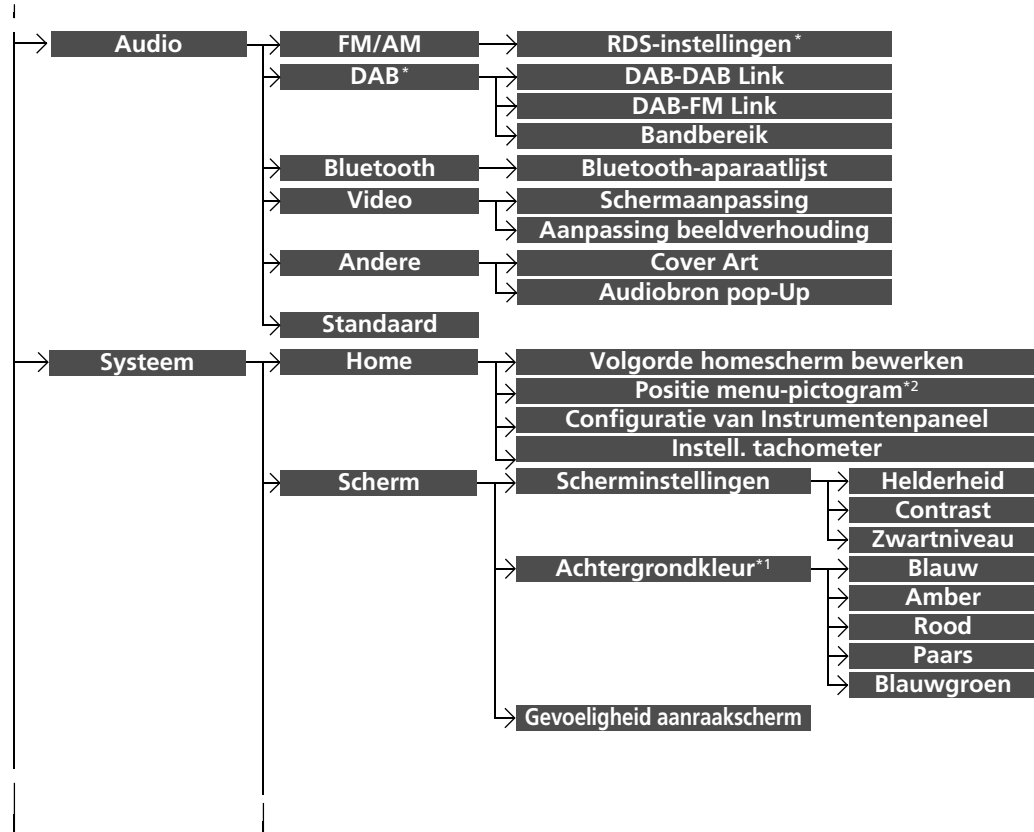 Audio
FM/AM
RDS-instellingen*
DAB*
DAB-DAB Link
DAB-FM Link
Bandbereik
Bluetooth
Bluetooth-aparaatlijst
Video
Schermaanpassing
Aanpassing beeldverhouding
Andere
Cover Art
Audiobron pop-Up
Standaard
Systeem
Home
Volgorde homescherm bewerken
Positie menu-pictogram*2
Configuratie van Instrumentenpaneel
Instell. tachometer
Scherm
Scherminstellingen
Helderheid
Contrast
Zwartniveau
Achtergrondkleur*1
Blauw
Amber
Rood
Paars
Blauwgroen
Gevoeligheid aanraakscherm